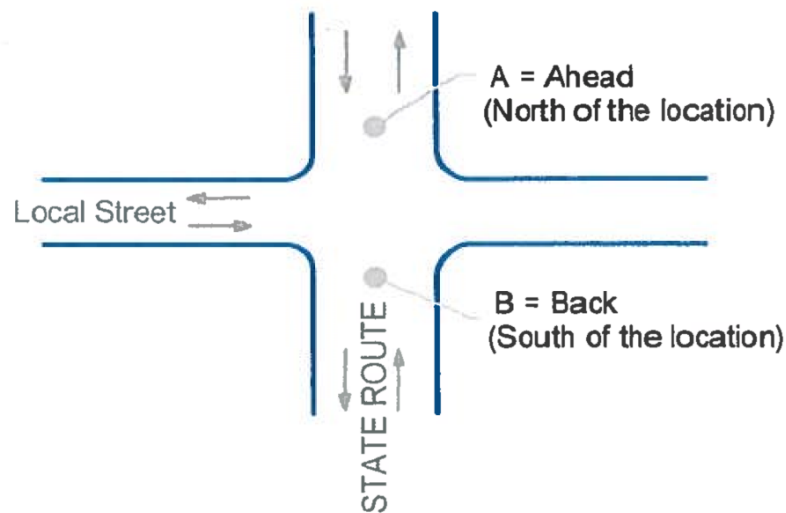 A = Ahead
(North of the location)
Local Street
B = Back
(South of the location)
STATE ROUTE